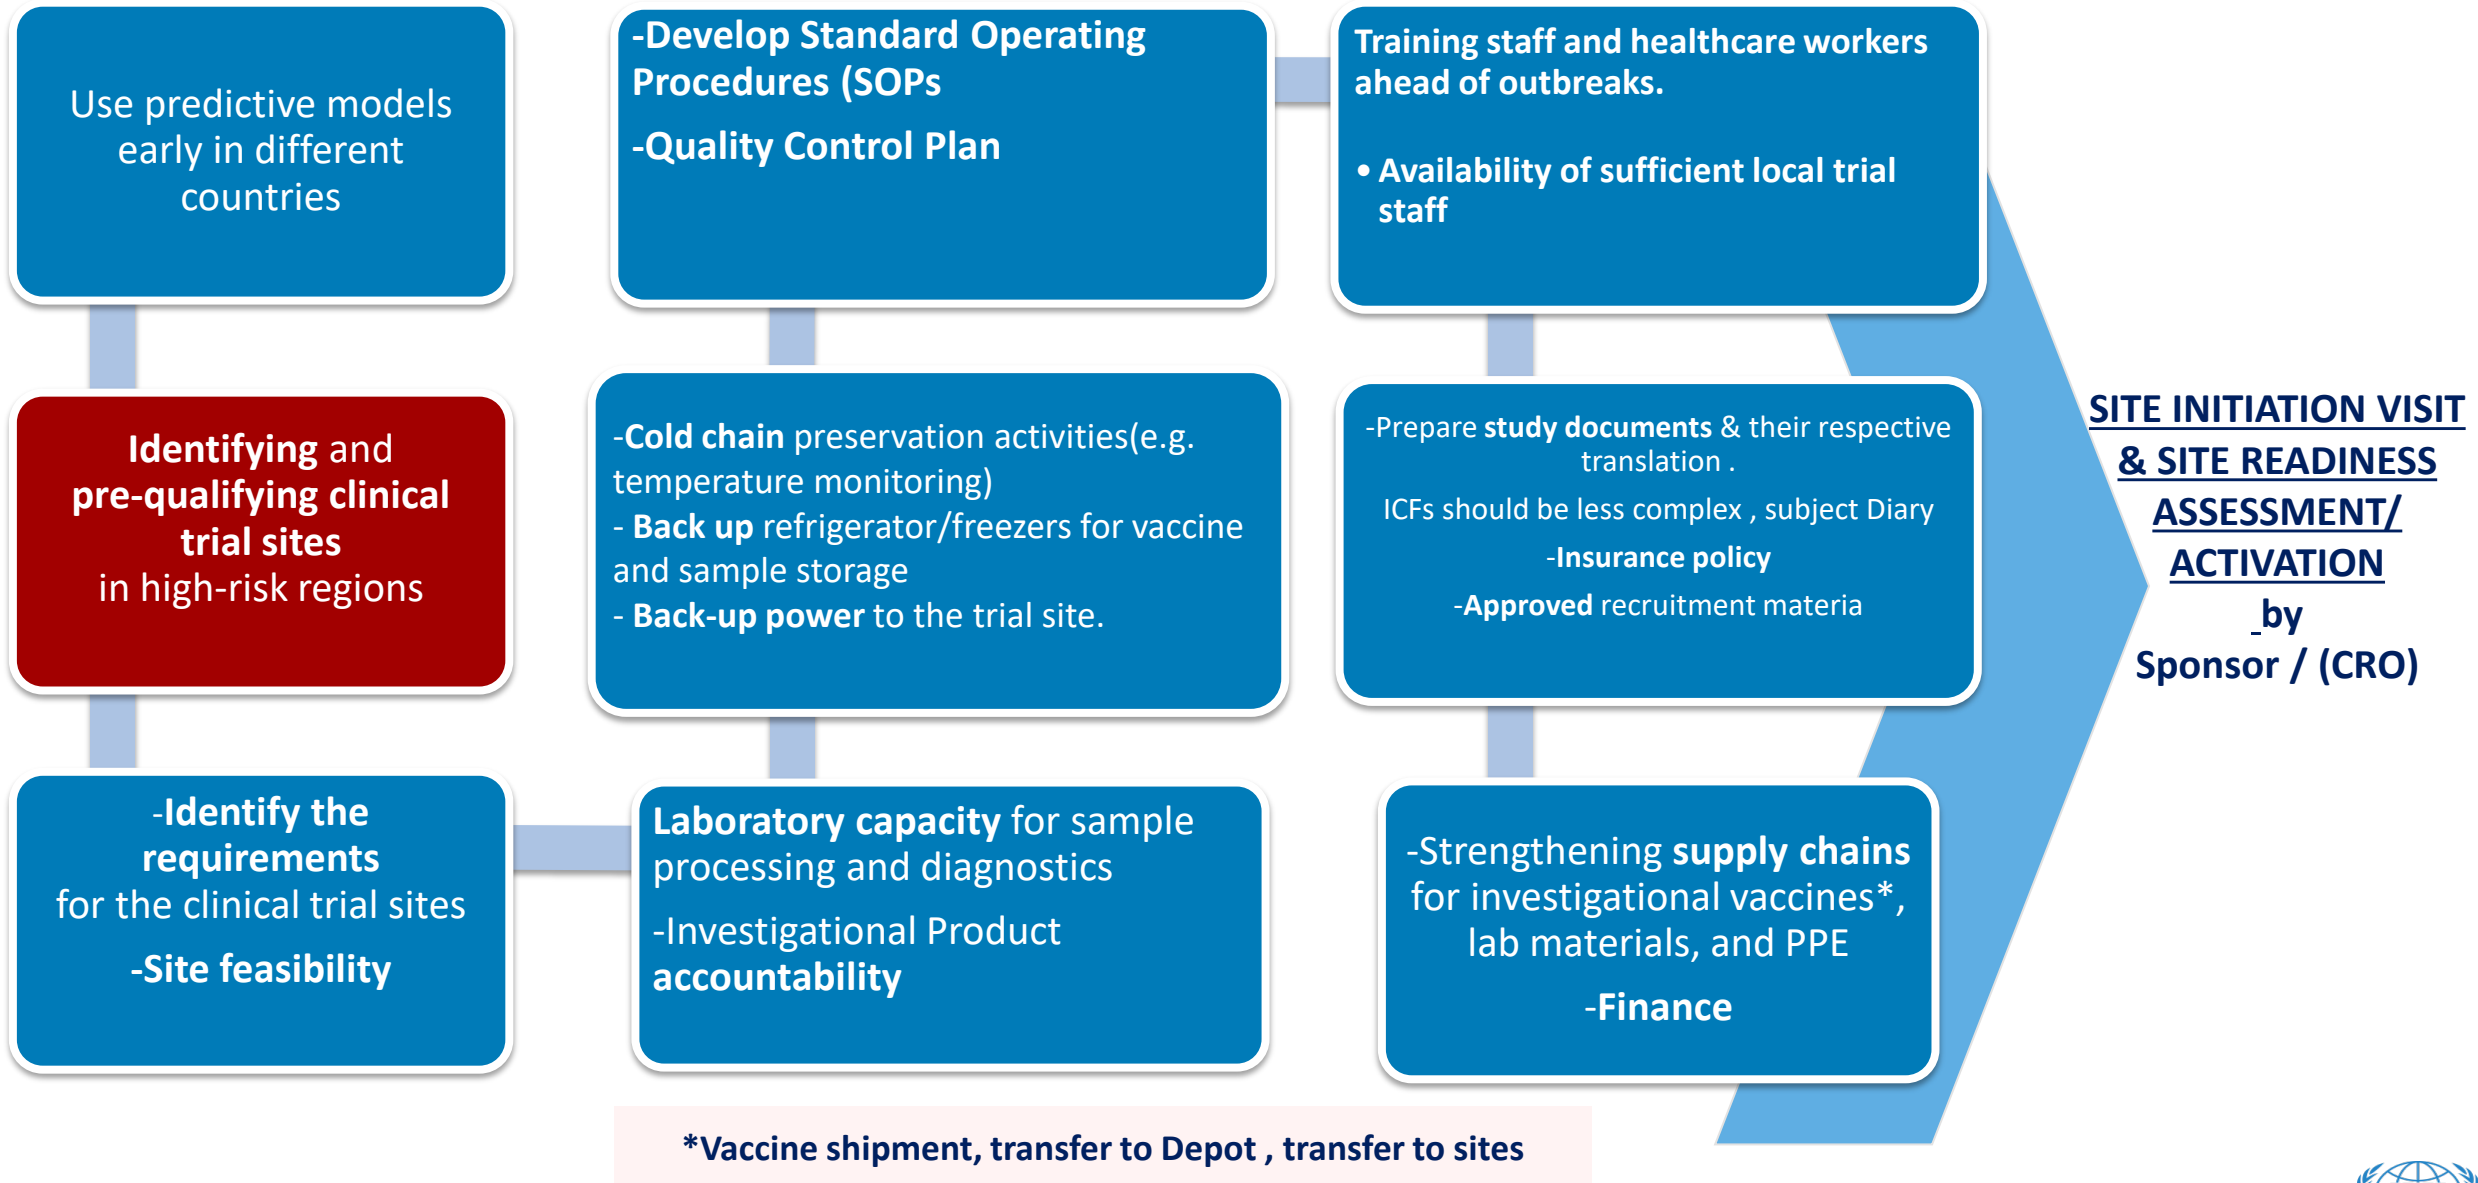 Use predictive models
early in different
countries
Identifying and
pre-qualifying clinical
trial sites
in high-risk regions
-Identify the
requirements
for the clinical trial sites
-Site feasibility
Laboratory capacity for sample
processing and diagnostics
-Investigational Product
accountability
-Cold chain preservation activities(e.g.
temperature monitoring)
- Back up refrigerator/freezers for vaccine
and sample storage
- Back-up power to the trial site.
-Develop Standard Operating
Procedures (SOPs
-Quality Control Plan
Training staff and healthcare workers
ahead of outbreaks.
• Availability of sufficient local trial
staff
-Prepare study documents & their respective
translation .
ICFs should be less complex , subject Diary
-Insurance policy
-Approved recruitment materia
-Strengthening supply chains
for investigational vaccines*,
lab materials, and PPE
-Finance
SITE INITIATION VISIT
& SITE READINESS
ASSESSMENT/
ACTIVATION
by
Sponsor / (CRO)
*Vaccine shipment, transfer to Depot , transfer to sites